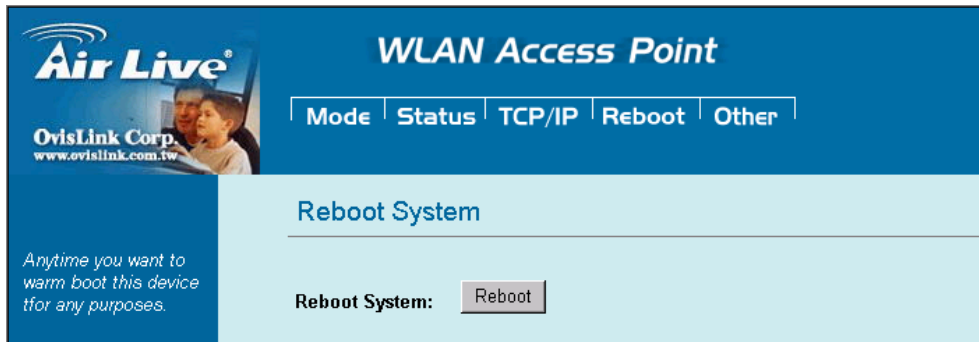 Air Live®
OvisLink Corp.
www.ovislink.com.tw
WLAN Access Point
Mode Status TCP/IP Reboot Other
Anytime you want to
warm boot this device
tfor any purposes.
Reboot System
Reboot System: Reboot